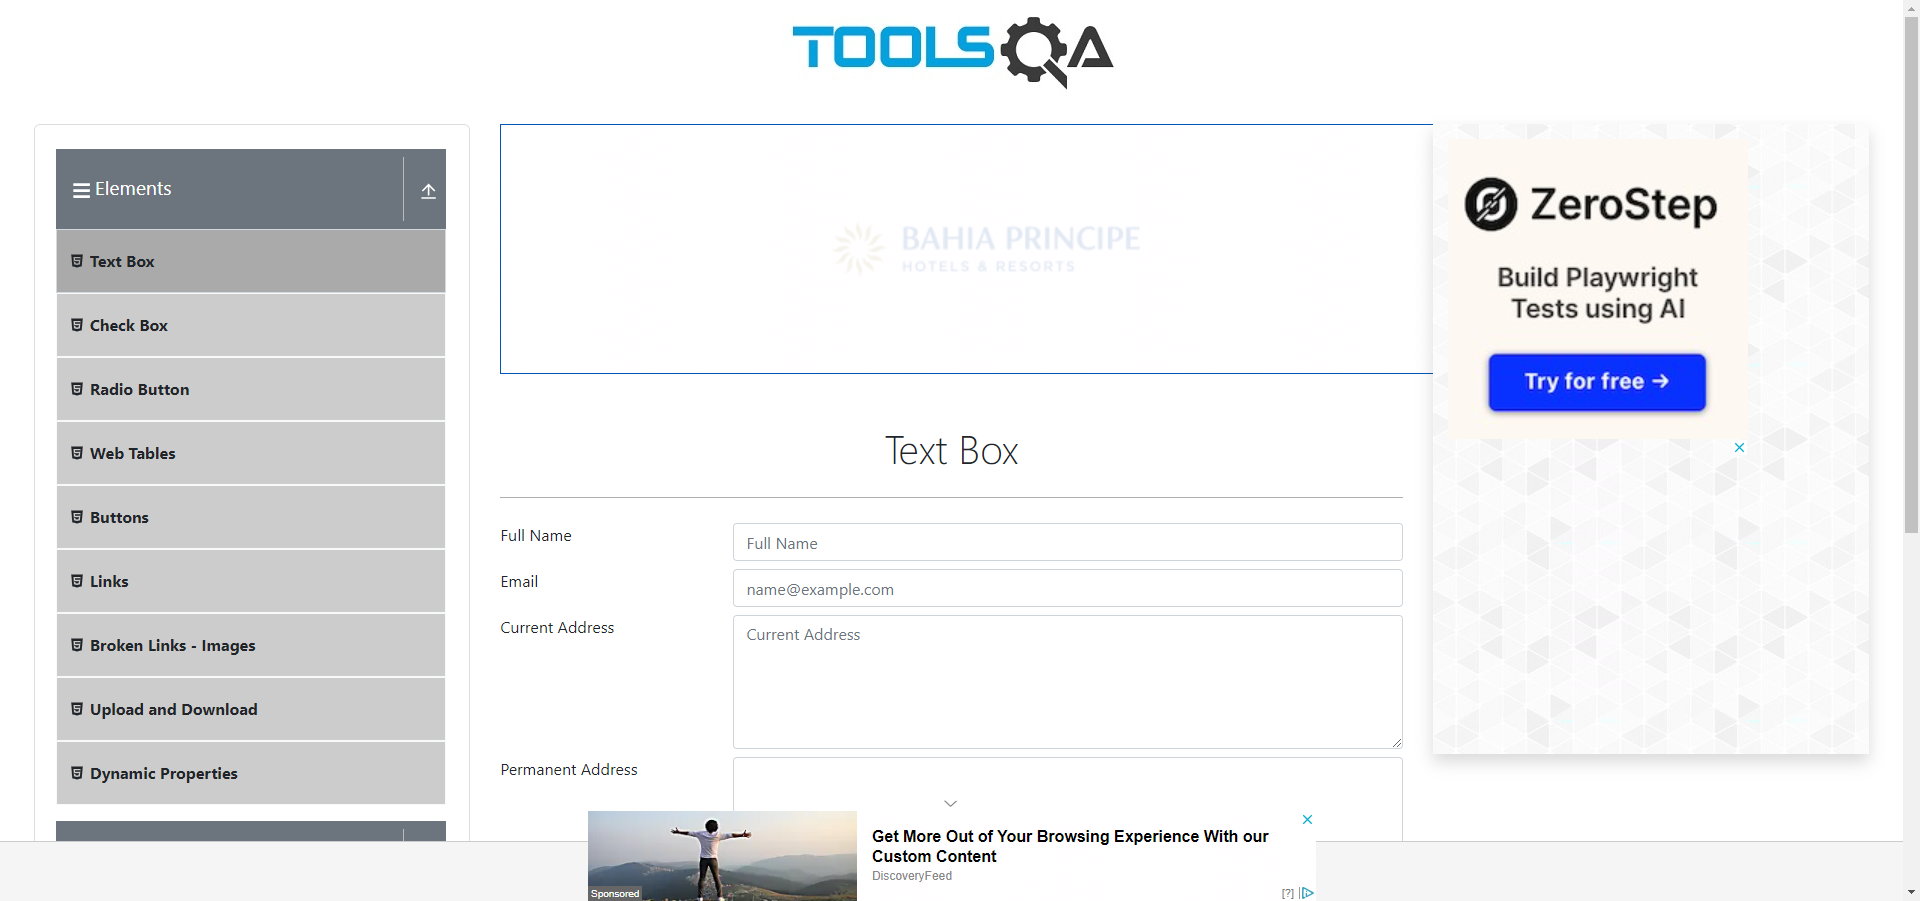 TOOLSQA
Elements
Text Box
Check Box
Radio Button
Web Tables
Buttons
Links
Broken Links - Images
Upload and Download
Dynamic Properties
BAHIA PRINCIPE
HOTELS & RESORTS
Text Box
Full Name
Full Name
Email
name@example.com
Current Address
Current Address
Permanent Address
ZeroStep
Build Playwright
Tests using AI
Try for free →
Get More Out of Your Browsing Experience With our
Custom Content
DiscoveryFeed
Sponsored
[?]